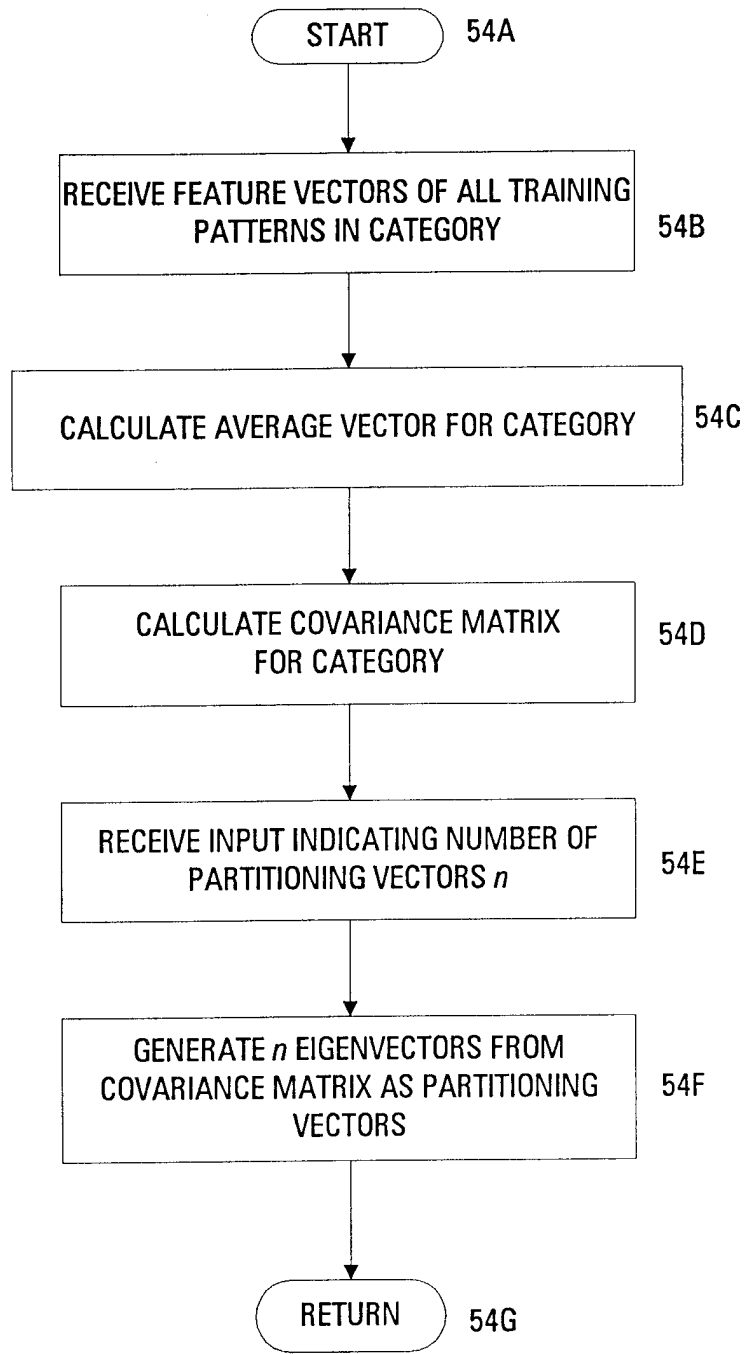 START
54A
RECEIVE FEATURE VECTORS OF ALL TRAINING
PATTERNS IN CATEGORY
54B
CALCULATE AVERAGE VECTOR FOR CATEGORY
54C
CALCULATE COVARIANCE MATRIX
FOR CATEGORY
54D
RECEIVE INPUT INDICATING NUMBER OF
PARTITIONING VECTORS n
54E
GENERATE n EIGENVECTORS FROM
COVARIANCE MATRIX AS PARTITIONING
VECTORS
54F
RETURN
54G